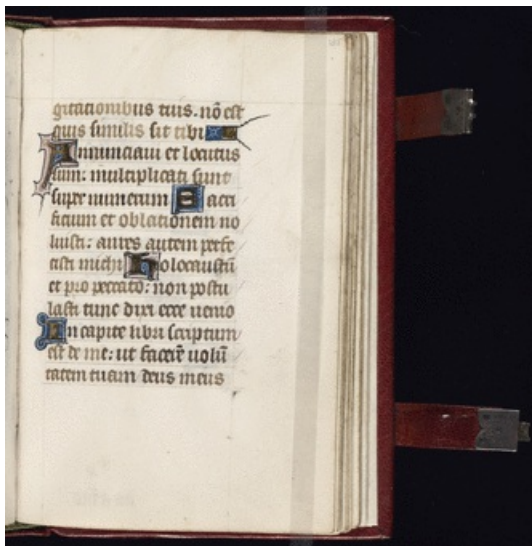 gitationibus tuis. nō est
quis similis sit tibi
Annunciaui et locutus
sum: multiplicati sunt
supe numerum Sacri
ficium et oblationem no
luisti: aures autem perfe
cisti michi Holocaustū
et pro peccato: non postu
lasti tunc dixi ecce uenio
In capite libri scriptum
est de me: ut facerē uolū
tatem tuam deus meus